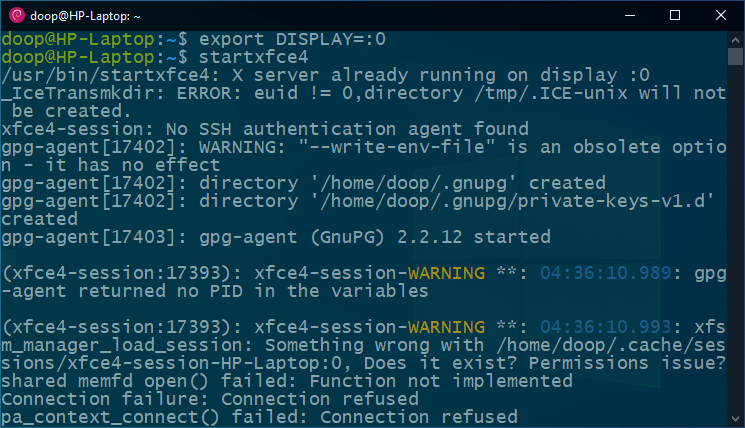 doop@HP-Laptop: ~
doop@HP-Laptop:~$ export DISPLAY=:0
doop@HP-Laptop:~$ startxfce4
/usr/bin/startxfce4: X server already running on display :0
_IceTransmkdir: ERROR: euid != 0,directory /tmp/.ICE-unix will not
 be created.
xfce4-session: No SSH authentication agent found
gpg-agent[17402]: WARNING: "--write-env-file" is an obsolete optio
n - it has no effect
gpg-agent[17402]: directory '/home/doop/.gnupg' created
gpg-agent[17402]: directory '/home/doop/.gnupg/private-keys-v1.d'
created
gpg-agent[17403]: gpg-agent (GnuPG) 2.2.12 started
(xfce4-session:17393): xfce4-session-WARNING **: 04:36:10.989: gpg
-agent returned no PID in the variables
(xfce4-session:17393): xfce4-session-WARNING **: 04:36:10.993: xfs
m_manager_load_session: Something wrong with /home/doop/.cache/ses
sions/xfce4-session-HP-Laptop:0, Does it exist? Permissions issue?
shared memfd open() failed: Function not implemented
Connection failure: Connection refused
pa_context_connect() failed: Connection refused